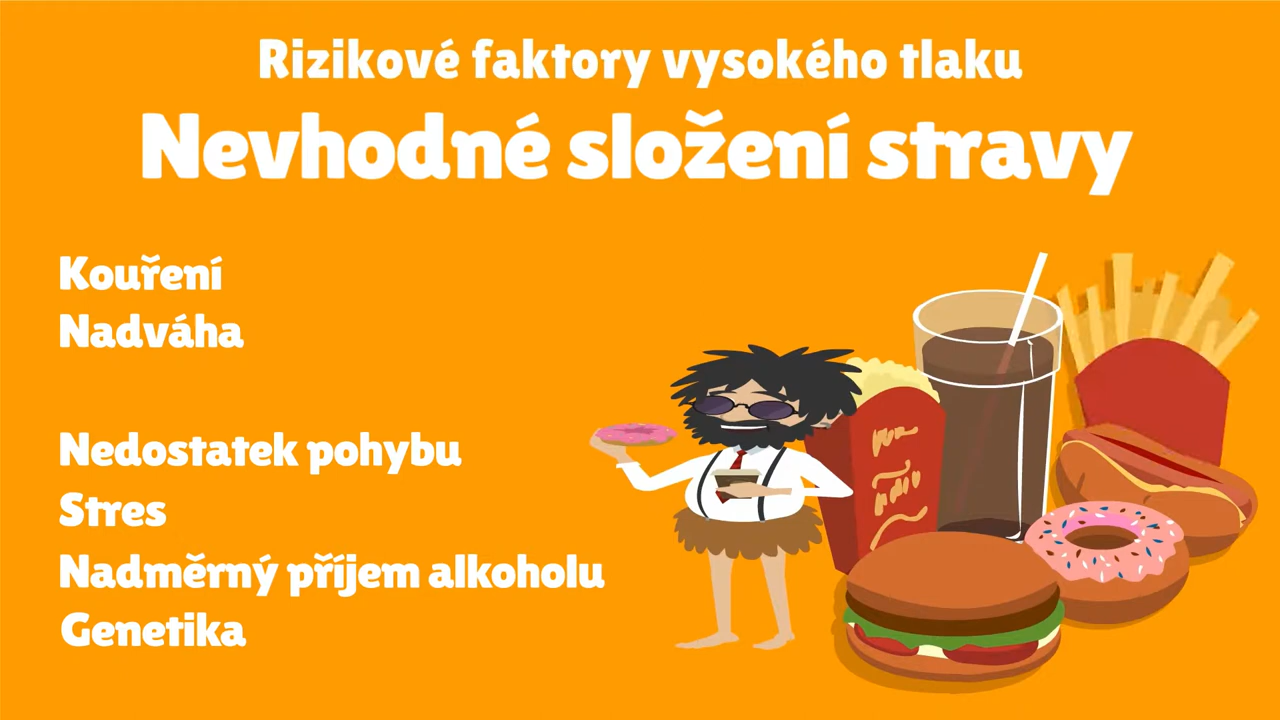 Rizikové faktory vysokého tlaku
Nevhodné složení stravy
Kouření
Nadváha
Nedostatek pohybu
Stres
Nadměrný příjem alkoholu
Genetika